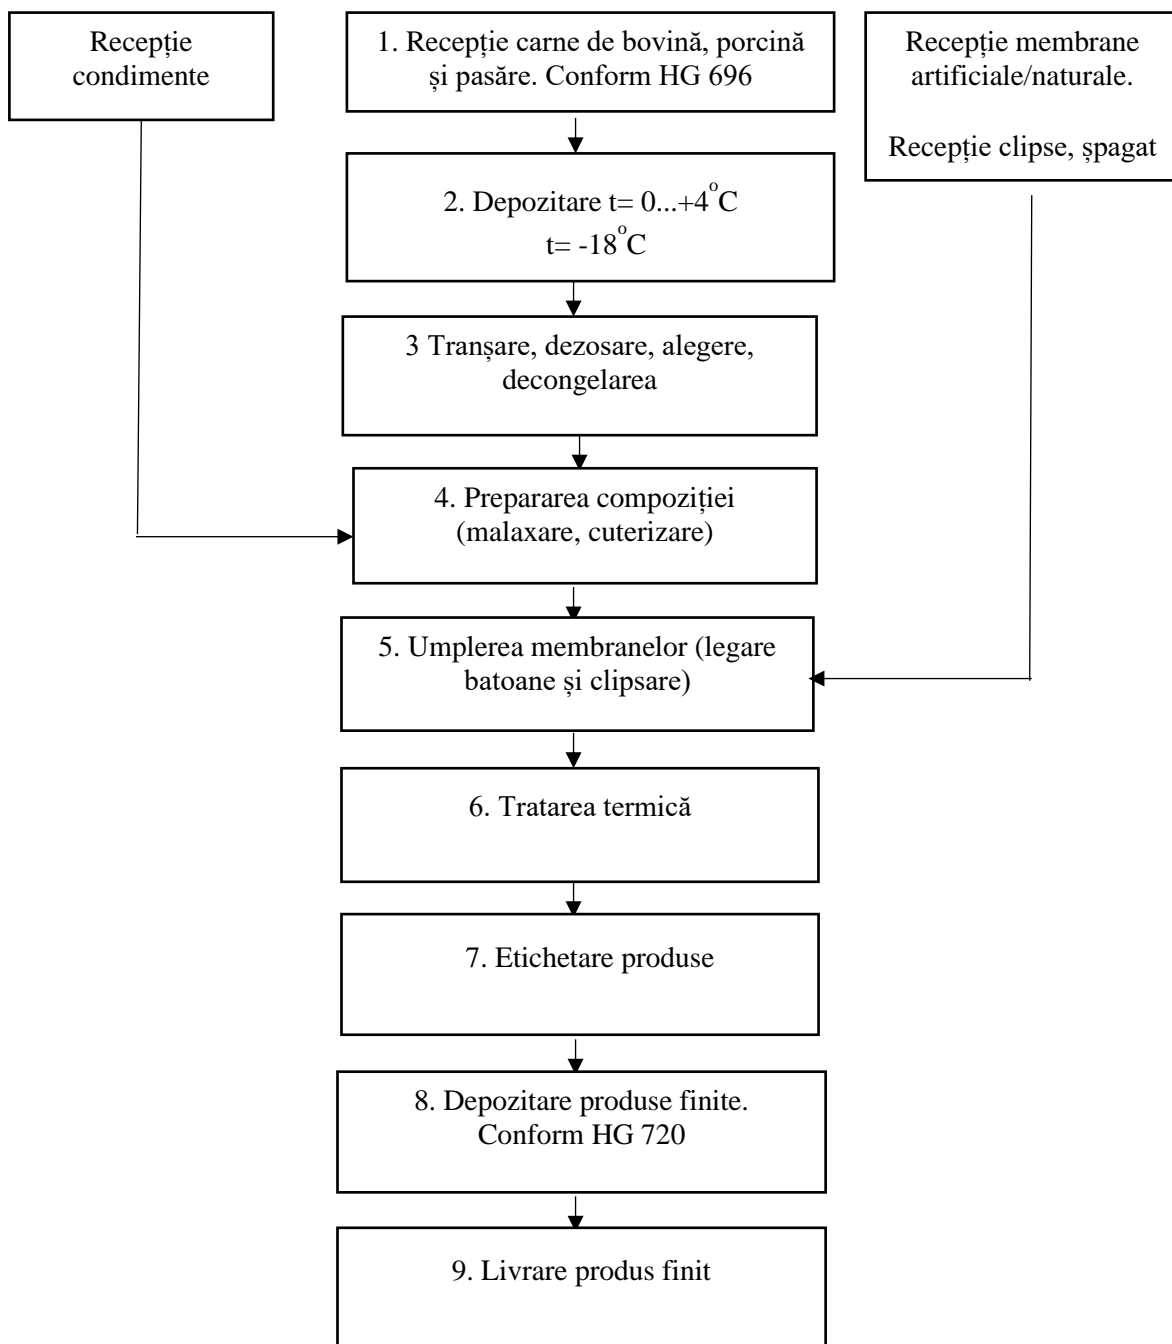 Recepție
condimente
1. Recepție carne de bovină, porcină
și pasăre. Conform HG 696
Recepție membrane
artificiale/naturale.
Recepție clipse, șpagat
2. Depozitare t= 0...+4°C
t= -18°C
3 Tranșare, dezosare, alegere,
decongelarea
4. Prepararea compoziției
(malaxare, cuterizare)
5. Umplerea membranelor (legare
batoane și clipsare)
6. Tratarea termică
7. Etichetare produse
8. Depozitare produse finite.
Conform HG 720
9. Livrare produs finit